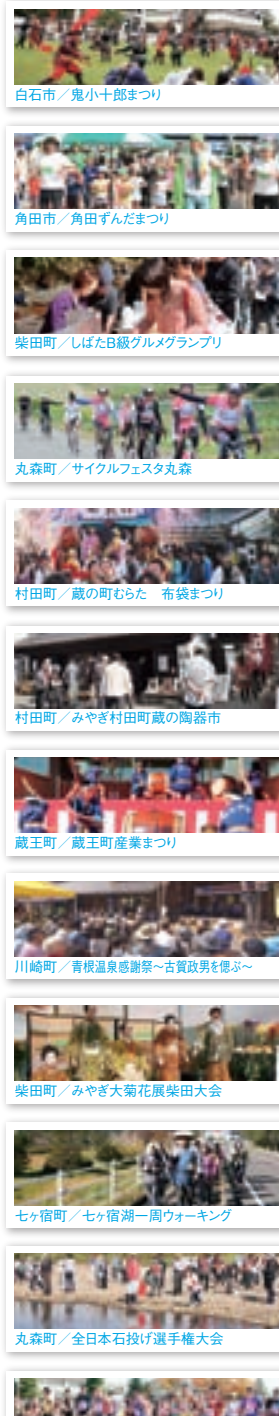 白石市／鬼小十郎まつり
角田市／角田ずんだまつり
柴田町／しばたB級グルメグランプリ
丸森町／サイクルフェスタ丸森
村田町／蔵の町むらた　布袋まつり
村田町／みやぎ村田町蔵の陶器市
蔵王町／蔵王町産業まつり
川崎町／青根温泉感謝祭～古賀政男を偲ぶ～
柴田町／みやぎ大菊花展柴田大会
七ヶ宿町／七ヶ宿湖一周ウォーキング
丸森町／全日本石投げ選手権大会